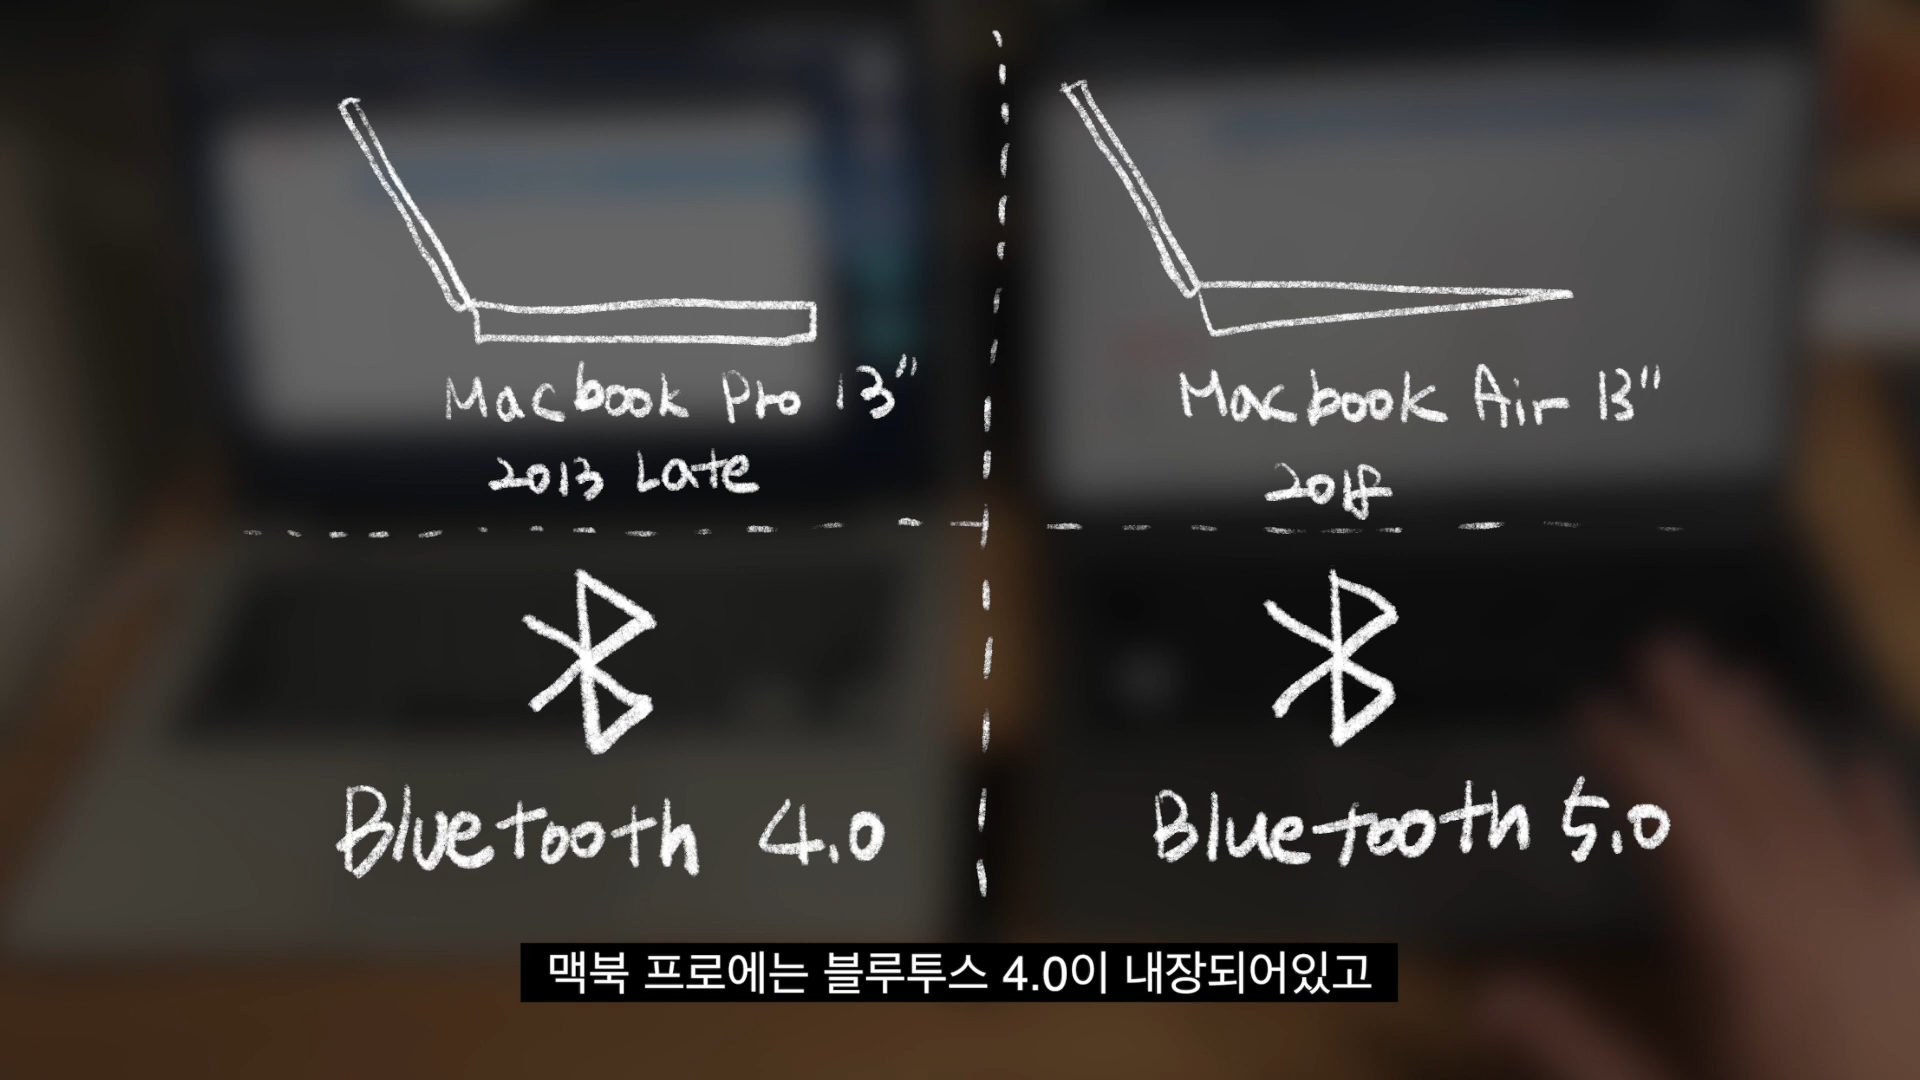 Macbook Pro 13"
2013 Late
Macbook Air 13"
2018
Bluetooth 4.0
Bluetooth 5.0
맥북 프로에는 블루투스 4.0이 내장되어있고